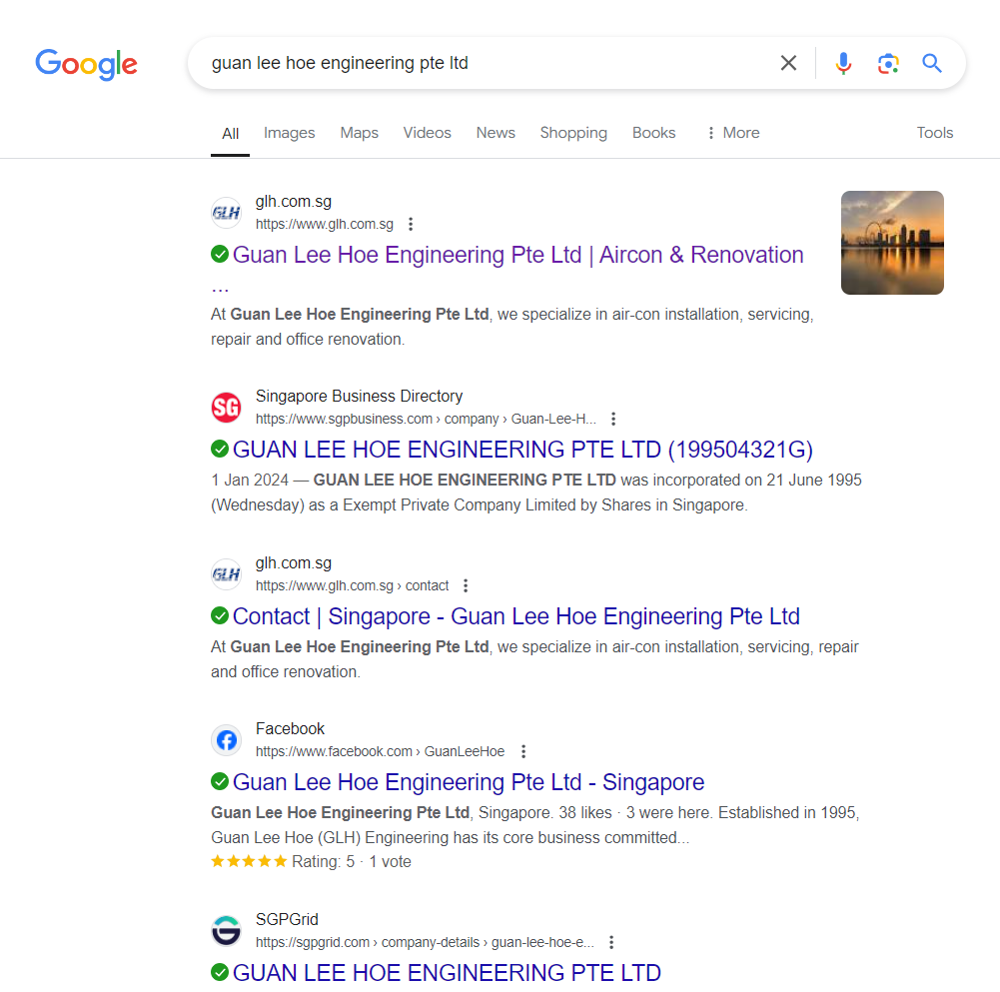 Google
guan lee hoe engineering pte ltd
All Images Maps Videos News Shopping Books More Tools
GLH
glh.com.sg
https://www.glh.com.sg
Guan Lee Hoe Engineering Pte Ltd | Aircon & Renovation
...
At Guan Lee Hoe Engineering Pte Ltd, we specialize in air-con installation, servicing,
repair and office renovation.
SG
Singapore Business Directory
https://www.sgpbusiness.com › company › Guan-Lee-H...
GUAN LEE HOE ENGINEERING PTE LTD (199504321G)
1 Jan 2024 — GUAN LEE HOE ENGINEERING PTE LTD was incorporated on 21 June 1995
(Wednesday) as a Exempt Private Company Limited by Shares in Singapore.
GLH
glh.com.sg
https://www.glh.com.sg › contact
Contact | Singapore - Guan Lee Hoe Engineering Pte Ltd
At Guan Lee Hoe Engineering Pte Ltd, we specialize in air-con installation, servicing, repair
and office renovation.
Facebook
https://www.facebook.com › GuanLeeHoe
Guan Lee Hoe Engineering Pte Ltd - Singapore
Guan Lee Hoe Engineering Pte Ltd, Singapore. 38 likes · 3 were here. Established in 1995,
Guan Lee Hoe (GLH) Engineering has its core business committed...
Rating: 5 · 1 vote
SGPGrid
https://sgpgrid.com › company-details › guan-lee-hoe-e...
GUAN LEE HOE ENGINEERING PTE LTD